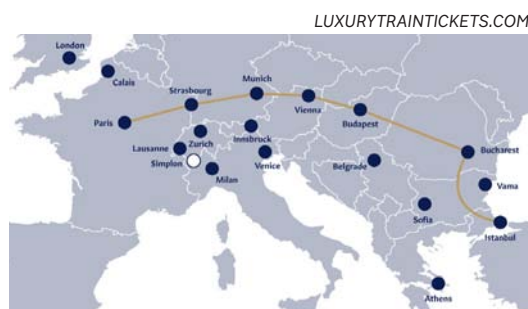 LUXURYTRAINTICKETS.COM
London
Calais
Strasbourg
Munich
Vienna
Paris
Budapest
Lausanne
Zurich
Innsbruck
Bucharest
Simplon
Milan
Venice
Belgrade
Vama
Sofia
Istanbul
Athens